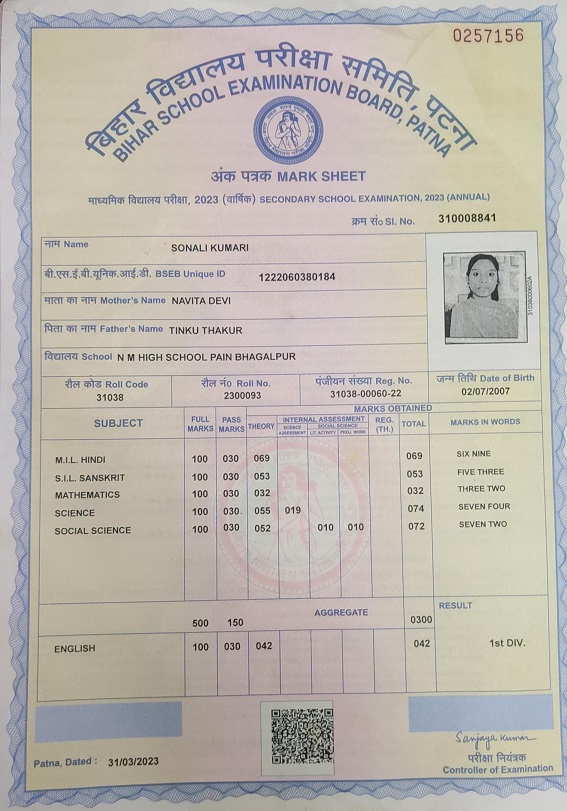 0257156
बिहार विद्यालय परीक्षा समिति, पटना
BIHAR SCHOOL EXAMINATION BOARD, PATNA
अंक पत्रक MARK SHEET
माध्यमिक विद्यालय परीक्षा, 2023 (वार्षिक) SECONDARY SCHOOL EXAMINATION, 2023 (ANNUAL)
क्रम सं० Sl. No. 310008841
नाम Name SONALI KUMARI
बी.एस.ई.बी.यूनिक.आई.डी. BSEB Unique ID 1222060380184
माता का नाम Mother's Name NAVITA DEVI
पिता का नाम Father's Name TINKU THAKUR
विद्यालय School N M HIGH SCHOOL PAIN BHAGALPUR
रौल कोड Roll Code रौल नं० Roll No. पंजीयन संख्या Reg. No. जन्म तिथि Date of Birth
31038 2300093 31038-00060-22 02/07/2007
MARKS OBTAINED
SUBJECT FULL MARKS PASS MARKS THEORY INTERNAL ASSESSMENT REG. (TH.) TOTAL MARKS IN WORDS
SCIENCE ASSESSMENT SOCIAL SCIENCE LIT. ACTIVITY PROJ. WORK
M.I.L. HINDI 100 030 069 069 SIX NINE
S.I.L. SANSKRIT 100 030 053 053 FIVE THREE
MATHEMATICS 100 030 032 032 THREE TWO
SCIENCE 100 030 055 019 074 SEVEN FOUR
SOCIAL SCIENCE 100 030 052 010 010 072 SEVEN TWO
500 150 AGGREGATE 0300 RESULT
ENGLISH 100 030 042 042 1st DIV.
Patna, Dated : 31/03/2023
Sanjaya Kumar
परीक्षा नियंत्रक
Controller of Examination